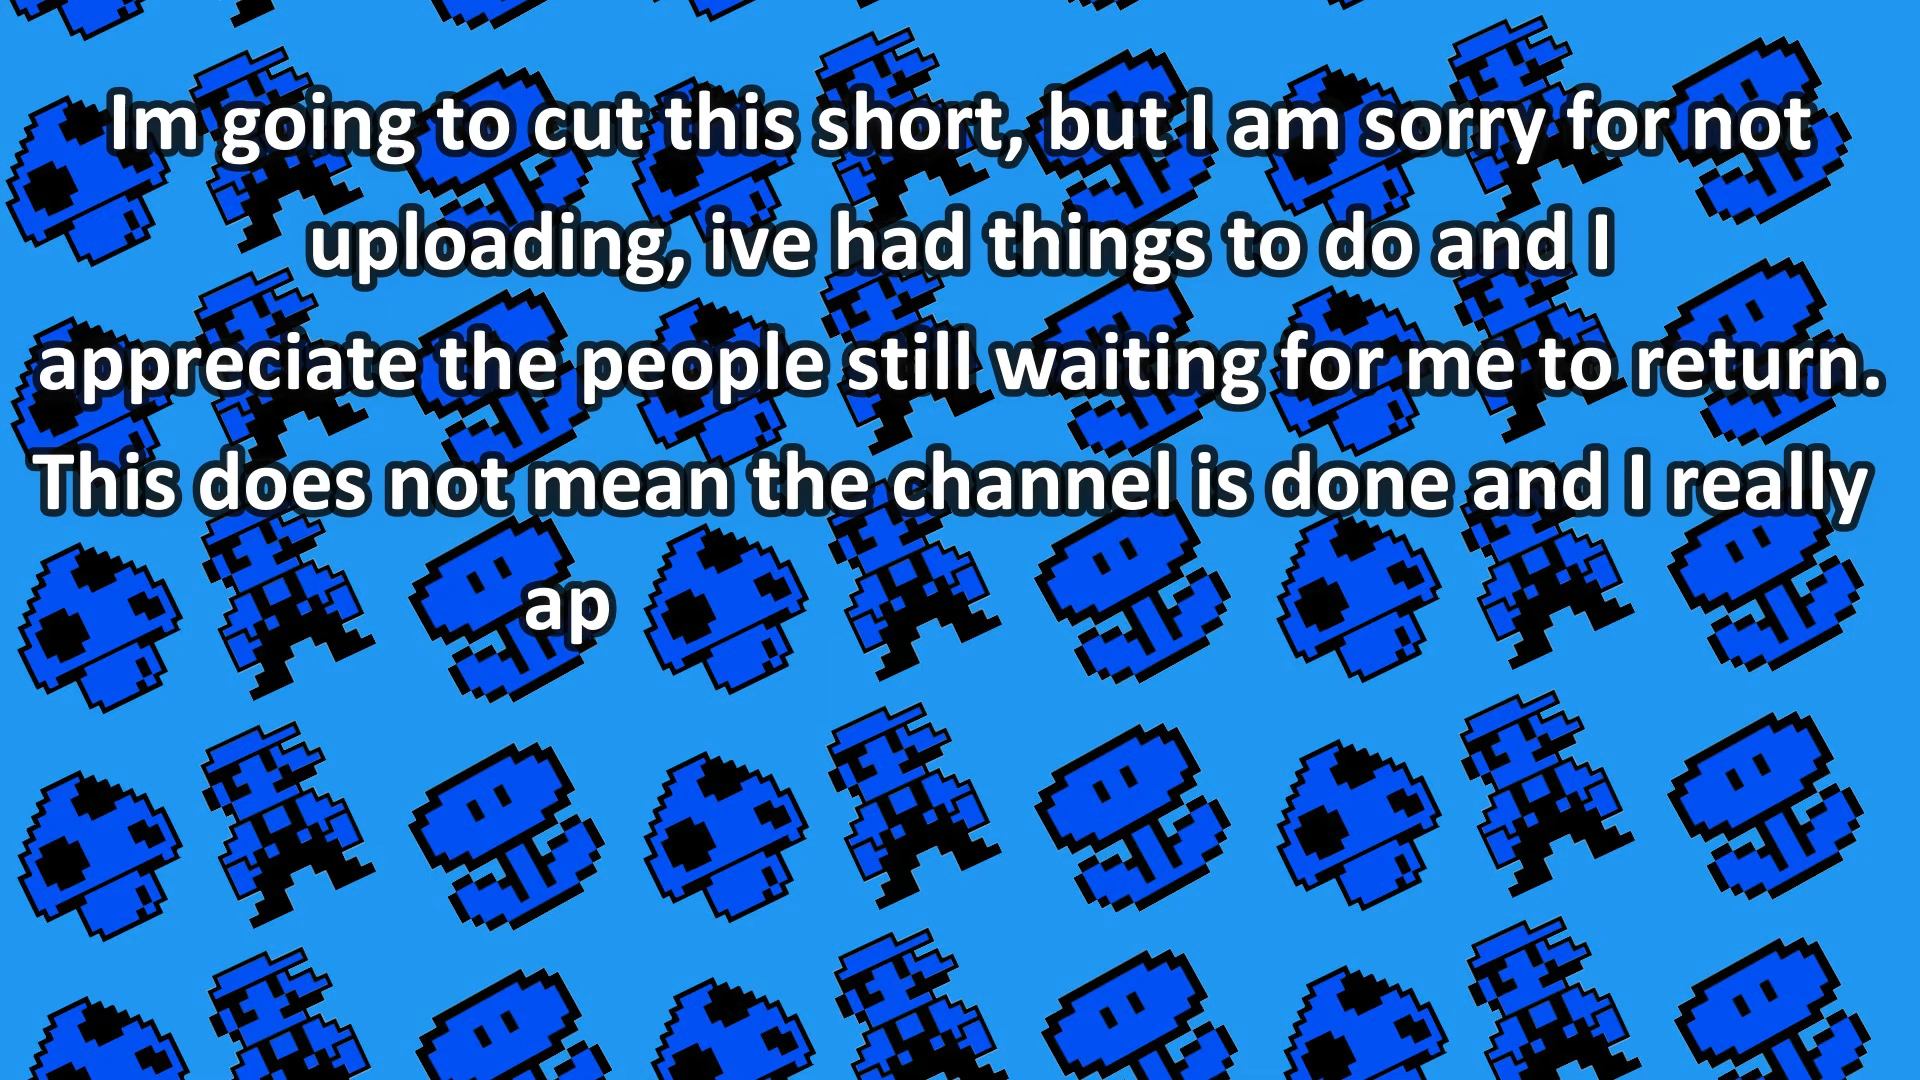 Im going to cut this short, but I am sorry for not
uploading, ive had things to do and I
appreciate the people still waiting for me to return.
This does not mean the channel is done and I really
ap